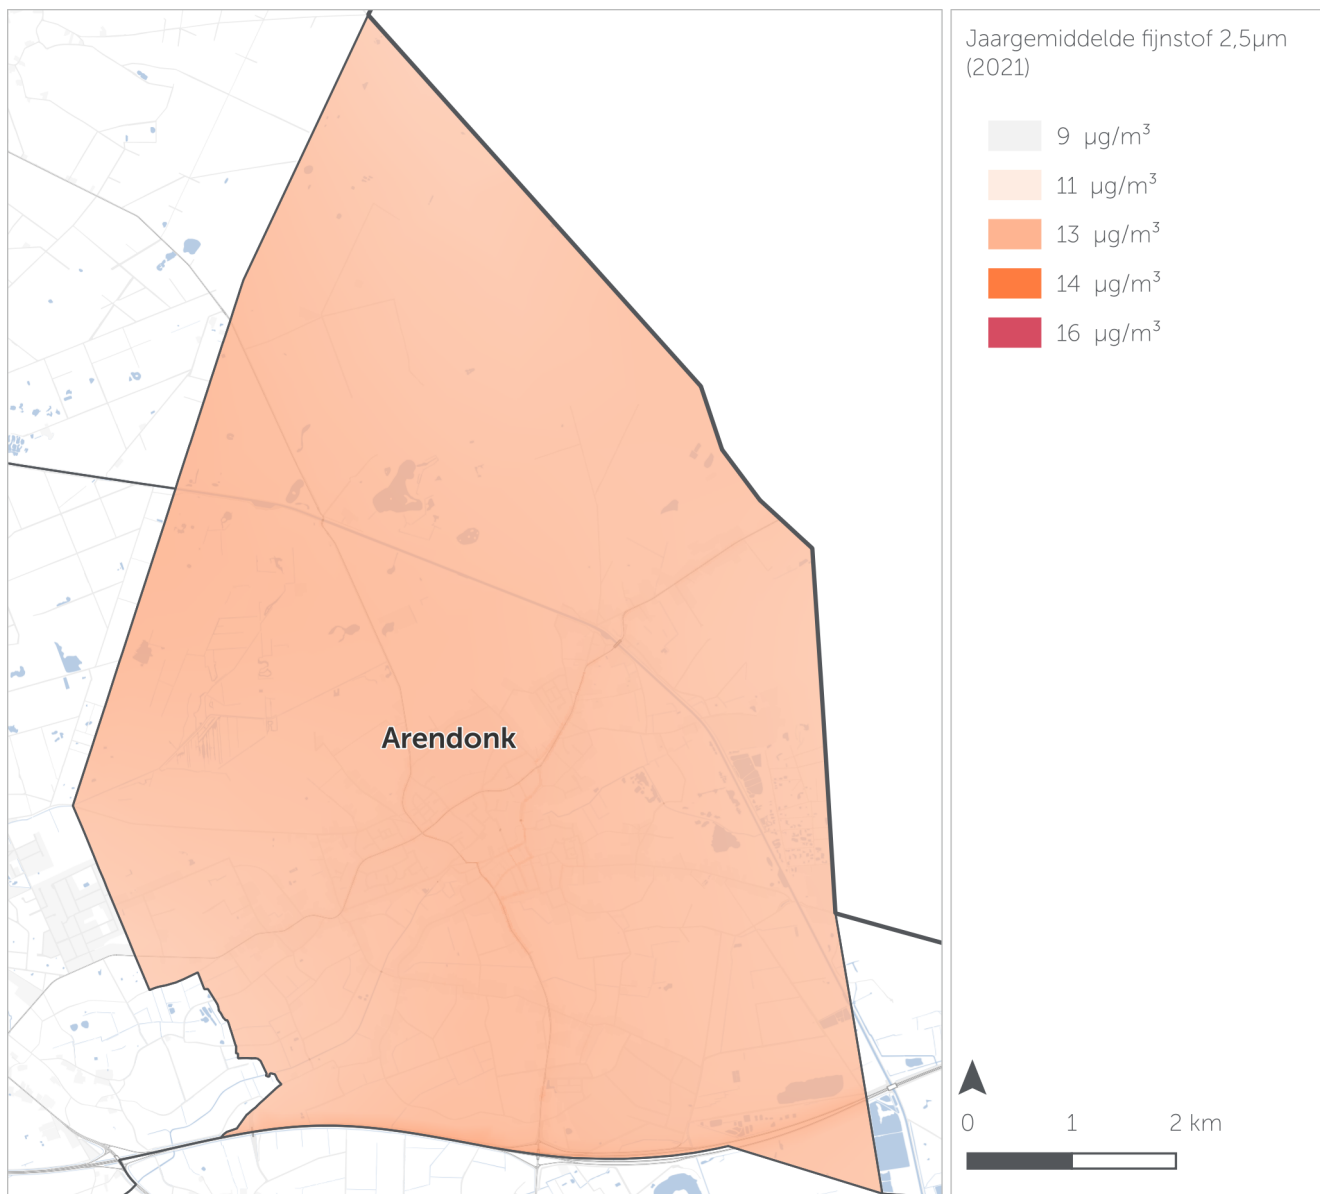 Jaargemiddelde fijnstof 2,5µm
(2021)
9 µg/m³
11 µg/m³
13 µg/m³
14 µg/m³
16 µg/m³
Arendonk
0 1 2 km